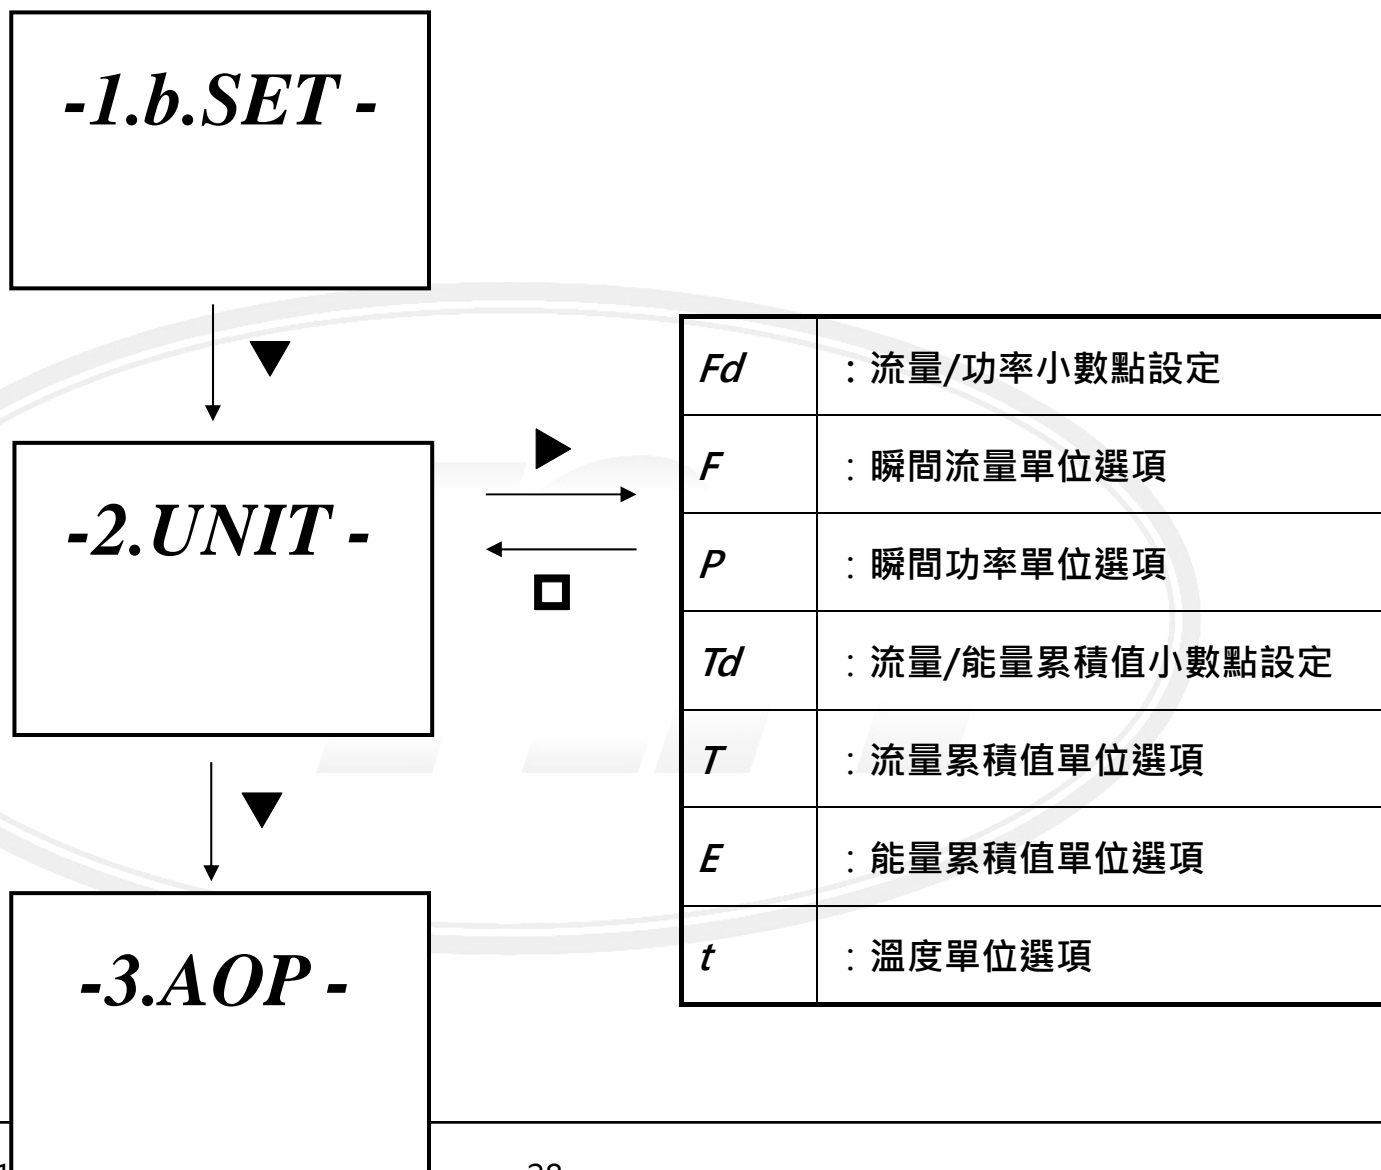 -1.b.SET -
▼
-2.UNIT -
▶
□
Fd :流量/功率小數點設定
F :瞬間流量單位選項
P :瞬間功率單位選項
Td :流量/能量累積值小數點設定
T :流量累積值單位選項
E :能量累積值單位選項
t :溫度單位選項
▼
-3.AOP -